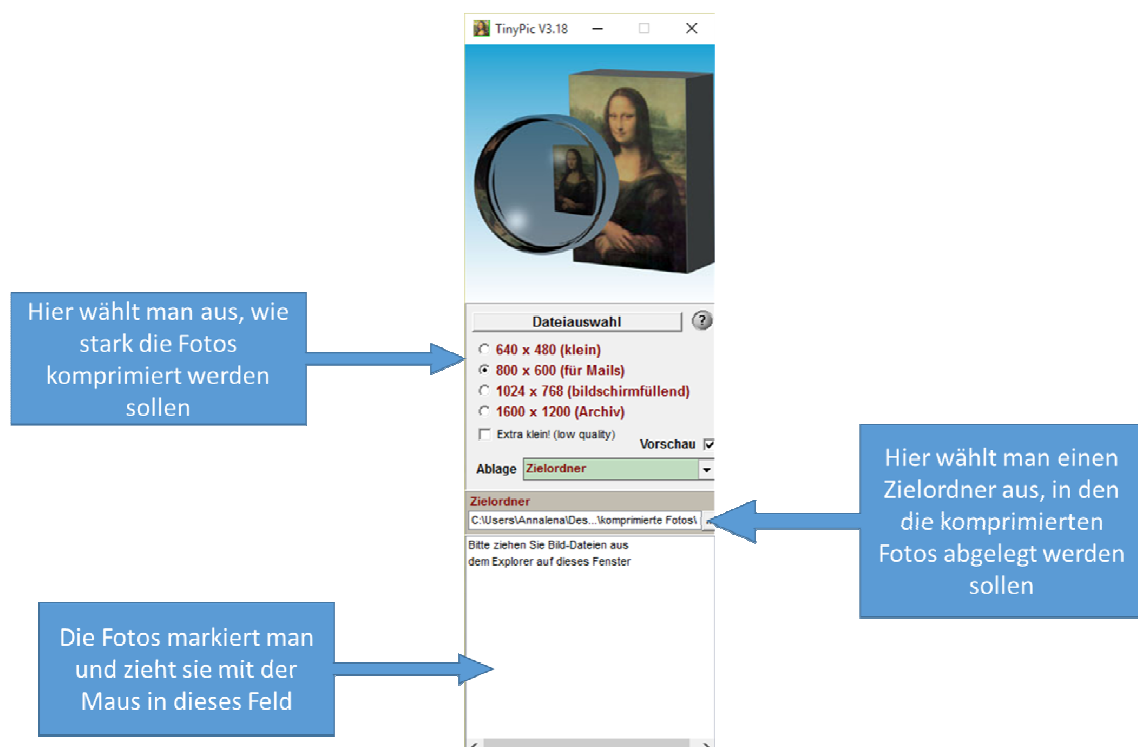 TinyPic V3.18
Hier wählt man aus, wie
stark die Fotos
komprimiert werden
sollen
Dateiauswahl
?
640 x 480 (klein)
800 x 600 (für Mails)
1024 x 768 (bildschirmfüllend)
1600 x 1200 (Archiv)
Extra klein! (low quality)
Vorschau
Ablage Zielordner
Zielordner
C:\Users\Annalena\Des...\komprimierte Fotos\
Hier wählt man einen
Zielordner aus, in den
die komprimierten
Fotos abgelegt werden
sollen
Bitte ziehen Sie Bild-Dateien aus
dem Explorer auf dieses Fenster
Die Fotos markiert man
und zieht sie mit der
Maus in dieses Feld